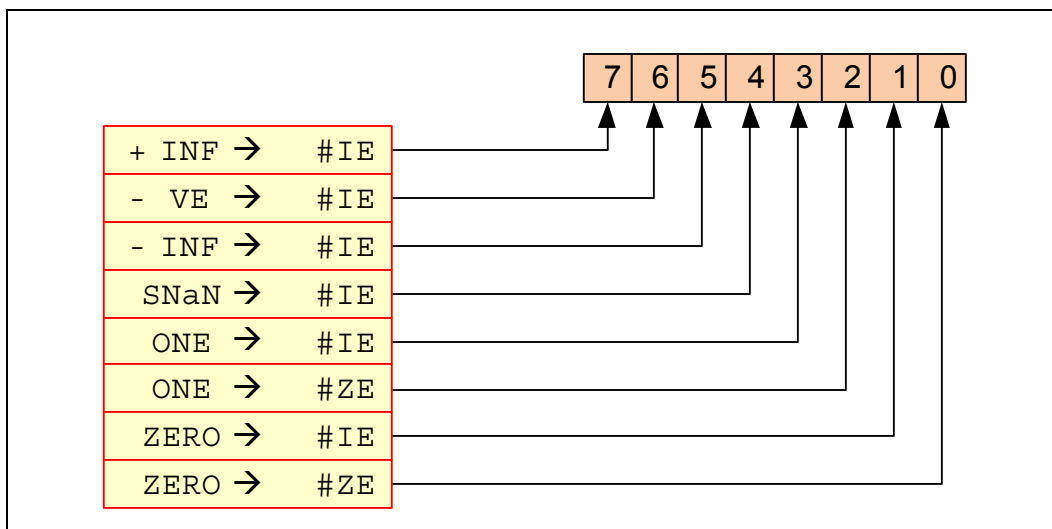 7 6 5 4 3 2 1 0
+ INF → #IE
- VE → #IE
- INF → #IE
SNaN → #IE
ONE → #IE
ONE → #ZE
ZERO → #IE
ZERO → #ZE